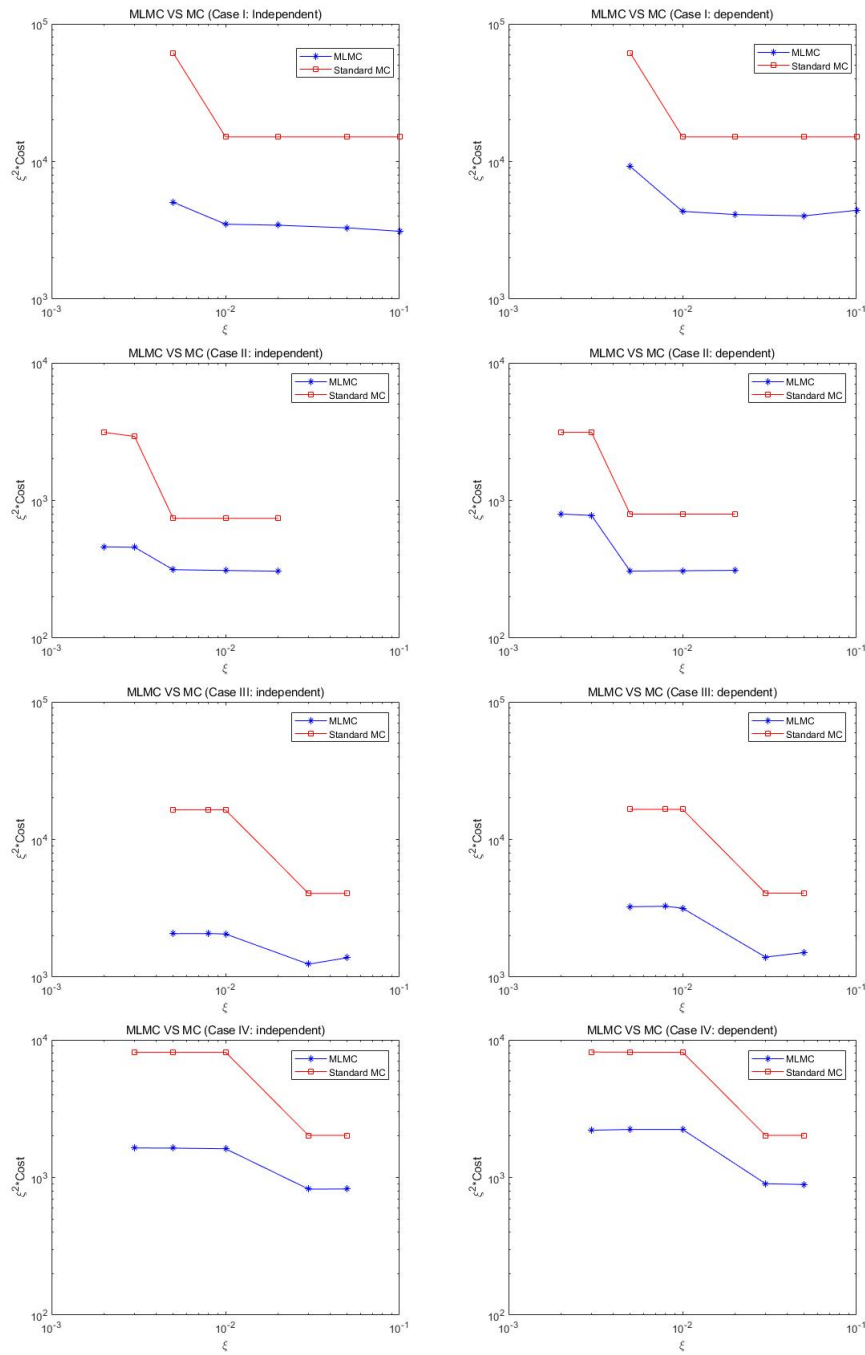 MLMC VS MC (Case I: Independent)
10^5
10^4
10^3
ξ^2*Cost
MLMC
Standard MC
10^-3
10^-2
10^-1
ξ
MLMC VS MC (Case I: dependent)
10^5
10^4
10^3
ξ^2*Cost
MLMC
Standard MC
10^-3
10^-2
10^-1
ξ
MLMC VS MC (Case II: independent)
10^4
10^3
10^2
ξ^2*Cost
MLMC
Standard MC
10^-3
10^-2
10^-1
ξ
MLMC VS MC (Case II: dependent)
10^4
10^3
10^2
ξ^2*Cost
MLMC
Standard MC
10^-3
10^-2
10^-1
ξ
MLMC VS MC (Case III: independent)
10^5
10^4
10^3
ξ^2*Cost
MLMC
Standard MC
10^-3
10^-2
10^-1
ξ
MLMC VS MC (Case III: dependent)
10^5
10^4
10^3
ξ^2*Cost
MLMC
Standard MC
10^-3
10^-2
10^-1
ξ
MLMC VS MC (Case IV: independent)
10^4
10^3
10^2
ξ^2*Cost
MLMC
Standard MC
10^-3
10^-2
10^-1
ξ
MLMC VS MC (Case IV: dependent)
10^4
10^3
10^2
ξ^2*Cost
MLMC
Standard MC
10^-3
10^-2
10^-1
ξ